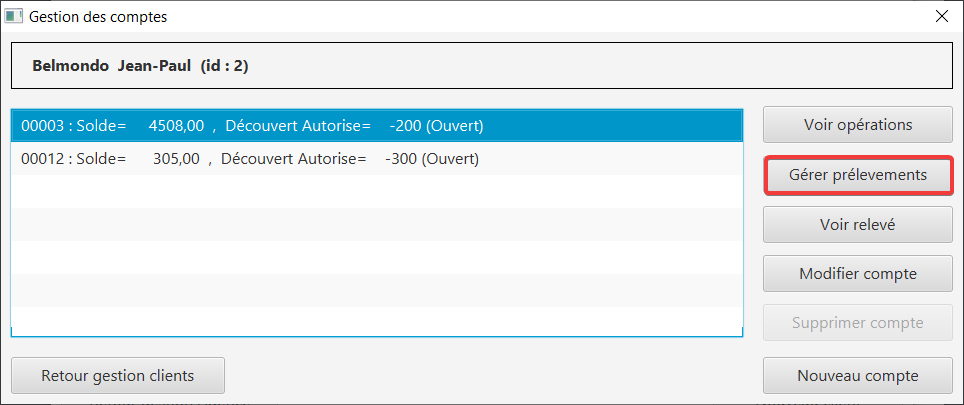 Gestion des comptes
Belmondo Jean-Paul (id : 2)
00003 : Solde= 4508,00 , Découvert Autorise= -200 (Ouvert)
00012 : Solde= 305,00 , Découvert Autorise= -300 (Ouvert)
Voir opérations
Gérer prélevements
Voir relevé
Modifier compte
Supprimer compte
Retour gestion clients
Nouveau compte